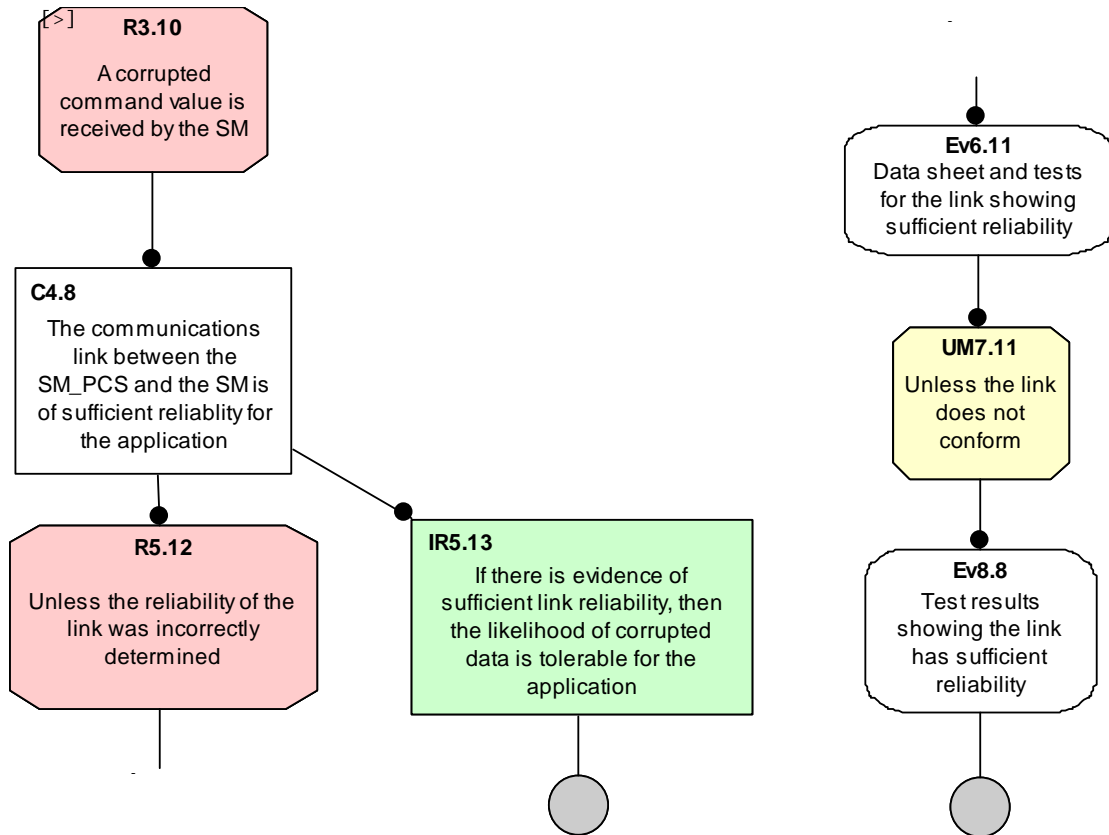 [>]
R3.10
A corrupted
command value is
received by the SM
C4.8
The communications
link between the
SM_PCS and the SM is
of sufficient reliablity for
the application
R5.12
Unless the reliability of the
link was incorrectly
determined
IR5.13
If there is evidence of
sufficient link reliability, then
the likelihood of corrupted
data is tolerable for the
application
Ev6.11
Data sheet and tests
for the link showing
sufficient reliability
UM7.11
Unless the link
does not
conform
Ev8.8
Test results
showing the link
has sufficient
reliability